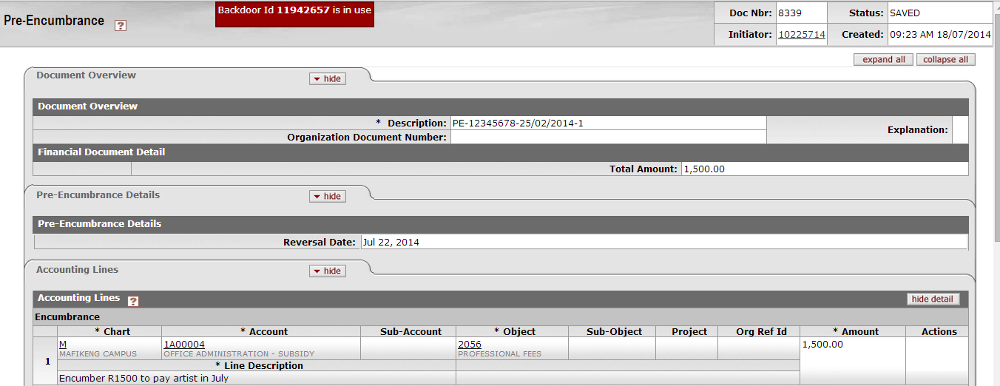 Pre-Encumbrance ?
Backdoor Id 11942657 is in use
Doc Nbr: 8339 Status: SAVED
Initiator: 10225714 Created: 09:23 AM 18/07/2014
expand all collapse all
Document Overview hide
Document Overview
* Description: PE-12345678-25/02/2014-1
Explanation:
Organization Document Number:
Financial Document Detail
Total Amount: 1,500.00
Pre-Encumbrance Details hide
Pre-Encumbrance Details
Reversal Date: Jul 22, 2014
Accounting Lines hide
Accounting Lines ? hide detail
Encumbrance
* Chart * Account Sub-Account * Object Sub-Object Project Org Ref Id * Amount Actions
1 M 1A00004 2056 1,500.00
MAFIKENG CAMPUS OFFICE ADMINISTRATION - SUBSIDY PROFESSIONAL FEES
* Line Description
Encumber R1500 to pay artist in July